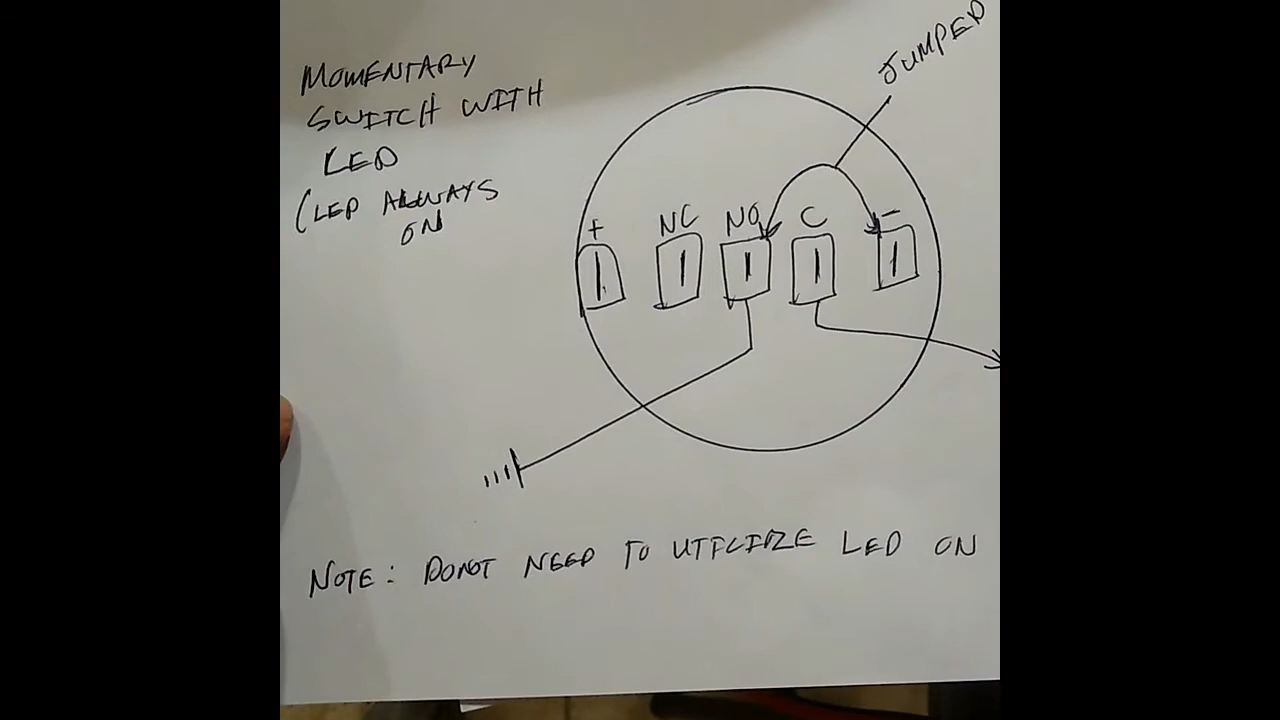 MOMENTARY
SWITCH WITH
LED
(LED ALWAYS
ON
JUMPED
+ NC NO C -
NOTE: DONOT NEED TO UTILIZE LED ON